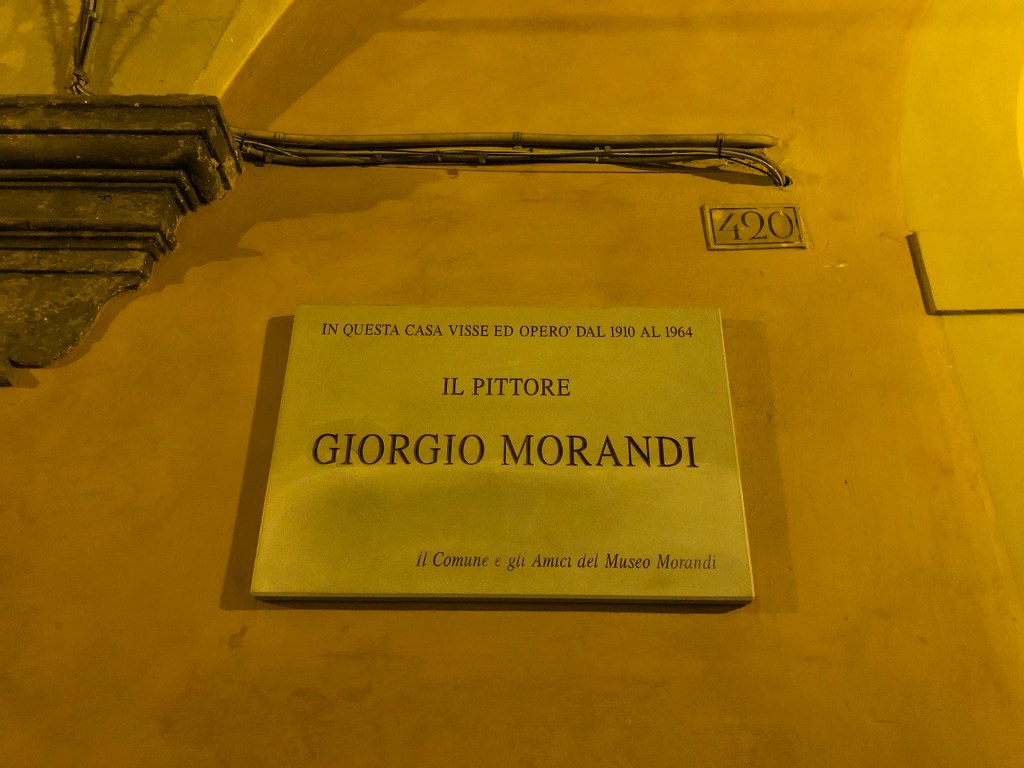 420
IN QUESTA CASA VISSE ED OPERO' DAL 1910 AL 1964
IL PITTORE
GIORGIO MORANDI
Il Comune e gli Amici del Museo Morandi